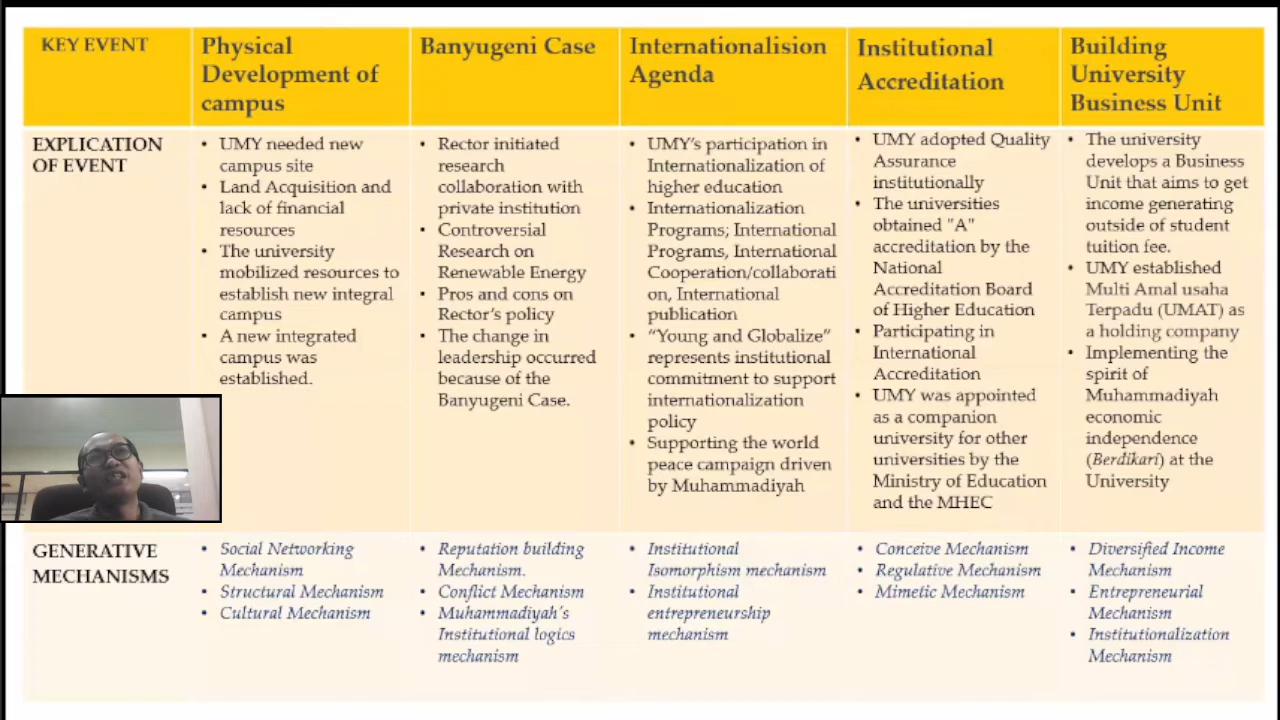 KEY EVENT
Physical
Development of
campus
Banyugeni Case
Internationalision
Agenda
Institutional
Accreditation
Building
University
Business Unit
EXPLICATION
OF EVENT
• UMY needed new
campus site
• Land Acquisition and
lack of financial
resources
• The university
mobilized resources to
establish new integral
campus
• A new integrated
campus was
established.
• Rector initiated
research
collaboration with
private institution
• Controversial
Research on
Renewable Energy
• Pros and cons on
Rector's policy
• The change in
leadership occurred
because of the
Banyugeni Case.
• UMY's participation in
Internationalization of
higher education
• Internationalization
Programs; International
Programs, International
Cooperation/collaborati
on, International
publication
• "Young and Globalize"
represents institutional
commitment to support
internationalization
policy
• Supporting the world
peace campaign driven
by Muhammadiyah
• UMY adopted Quality
Assurance
institutionally
• The universities
obtained "A"
accreditation by the
National
Accreditation Board
of Higher Education
• Participating in
International
Accreditation
• UMY was appointed
as a companion
university for other
universities by the
Ministry of Education
and the MHEC
• The university
develops a Business
Unit that aims to get
income generating
outside of student
tuition fee.
• UMY established
Multi Amal usaha
Terpadu (UMAT) as
a holding company
• Implementing the
spirit of
Muhammadiyah
economic
independence
(Berdikari) at the
University
GENERATIVE
MECHANISMS
• Social Networking
Mechanism
• Structural Mechanism
• Cultural Mechanism
• Reputation building
Mechanism.
• Conflict Mechanism
• Muhammadiyah's
Institutional logics
mechanism
• Institutional
Isomorphism mechanism
• Institutional
entrepreneurship
mechanism
• Conceive Mechanism
• Regulative Mechanism
• Mimetic Mechanism
• Diversified Income
Mechanism
• Entrepreneurial
Mechanism
• Institutionalization
Mechanism